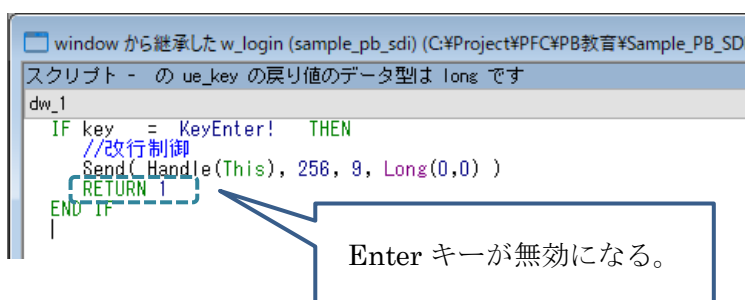 window から継承した w_login (sample_pb_sdi) (C:¥Project¥PFC¥PB教育¥Sample_PB_SD
スクリプト - の ue_key の戻り値のデータ型は long です
dw_1
IF key = KeyEnter! THEN
//改行制御
Send( Handle(This), 256, 9, Long(0,0) )
RETURN 1
END IF
Enter キーが無効になる。